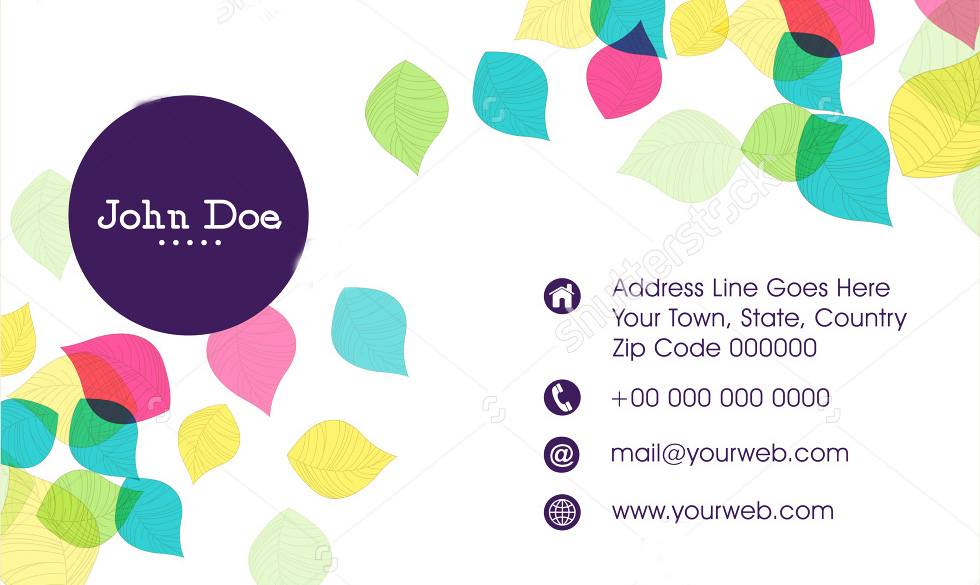 John Doe
Address Line Goes Here
Your Town, State, Country
Zip Code 000000
+00 000 000 0000
mail@yourweb.com
www.yourweb.com
shutterstock